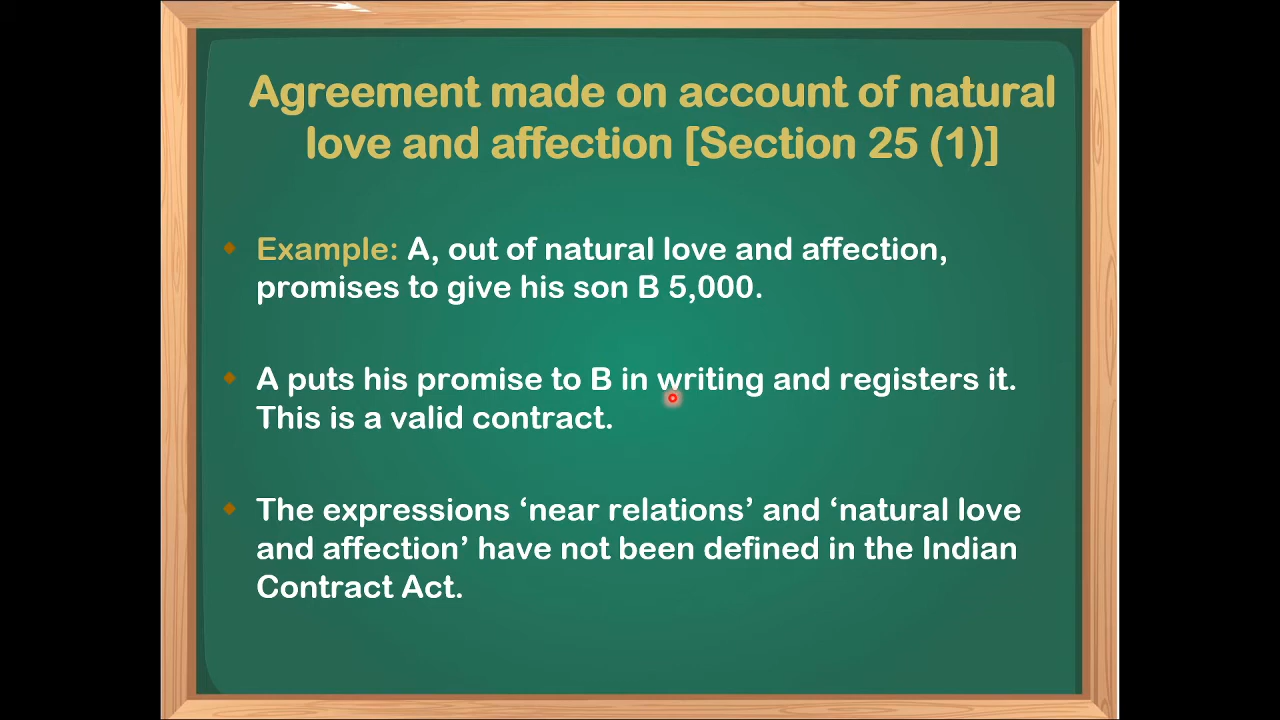 Agreement made on account of natural
love and affection [Section 25 (1)]
Example: A, out of natural love and affection,
promises to give his son B 5,000.
A puts his promise to B in writing and registers it.
This is a valid contract.
The expressions ‘near relations’ and ‘natural love
and affection’ have not been defined in the Indian
Contract Act.